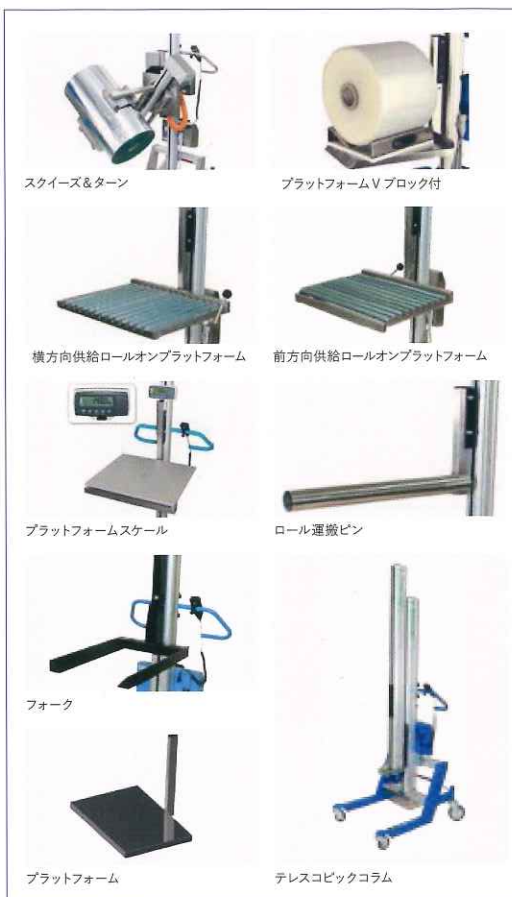 スクイーズ&ターン
プラットフォーム V ブロック付
横方向供給ロールオンプラットフォーム
前方向供給ロールオンプラットフォーム
プラットフォームスケール
ロール運搬ピン
フォーク
プラットフォーム
テレスコピックコラム